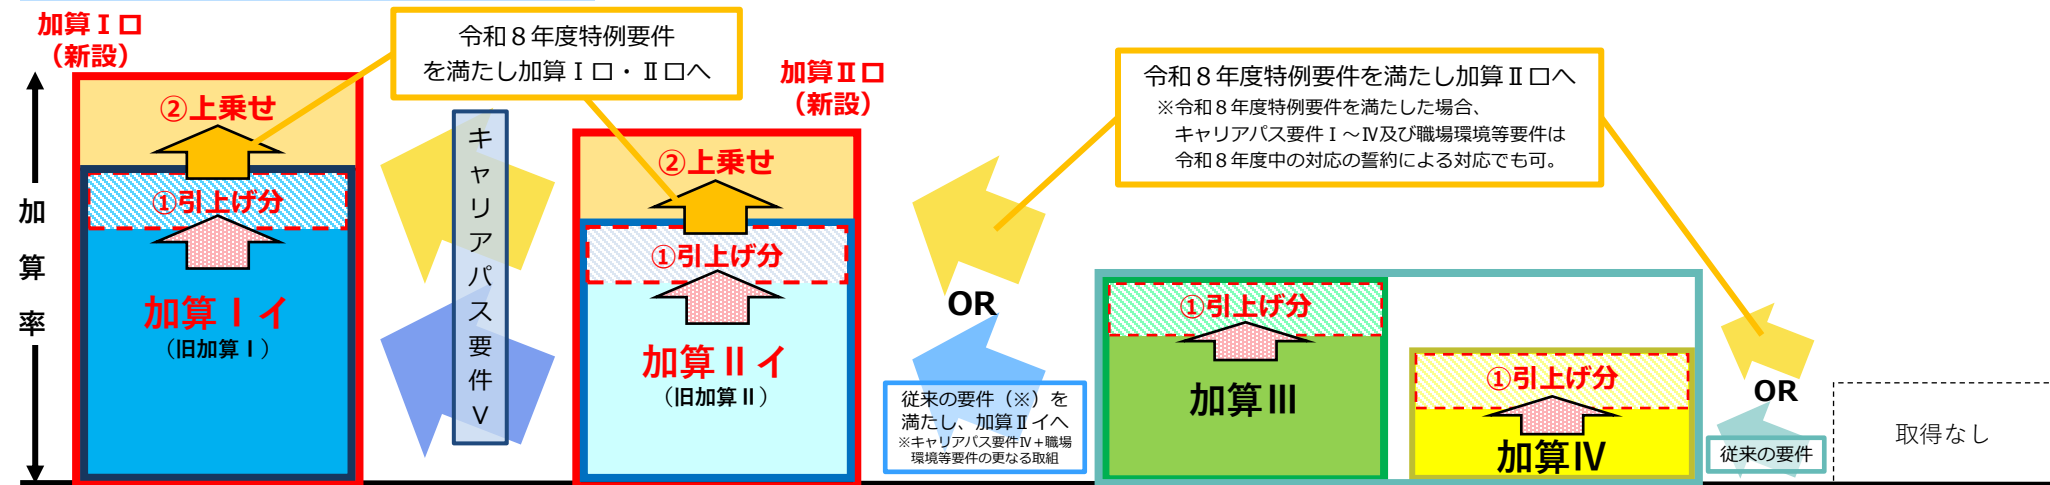 加算Ⅰロ
（新設）
令和８年度特例要件
を満たし加算Ⅰロ・Ⅱロへ
②上乗せ
①引上げ分
加算Ⅰイ
（旧加算Ⅰ）
加算率
キャリアパス要件Ⅴ
加算Ⅱロ
（新設）
②上乗せ
①引上げ分
加算Ⅱイ
（旧加算Ⅱ）
令和８年度特例要件を満たし加算Ⅱロへ
※令和８年度特例要件を満たした場合、
キャリアパス要件Ⅰ～Ⅳ及び職場環境等要件は
令和８年度中の対応の誓約による対応でも可。
OR
従来の要件（※）を
満たし、加算Ⅱイへ
※キャリアパス要件Ⅳ＋職場
環境等要件の更なる取組
①引上げ分
加算Ⅲ
①引上げ分
加算Ⅳ
OR
従来の要件
取得なし